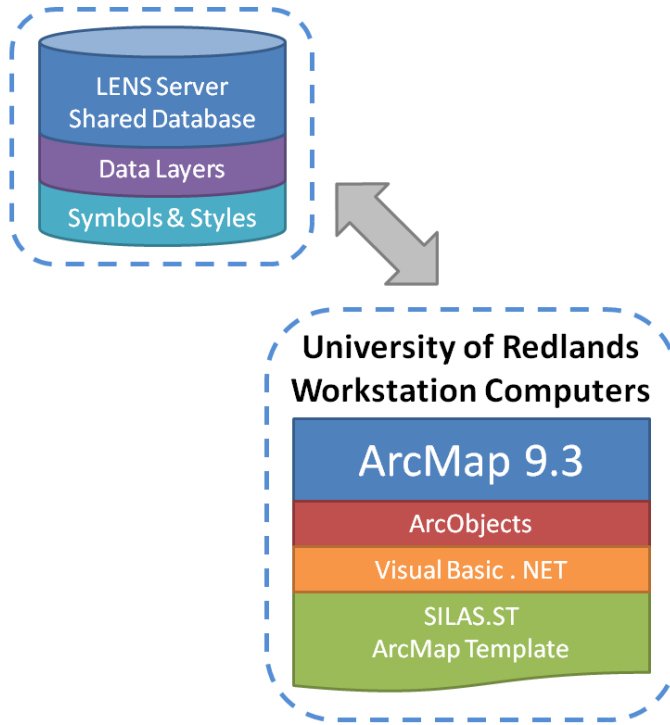 LENS Server
Shared Database
Data Layers
Symbols & Styles
University of Redlands
Workstation Computers
ArcMap 9.3
ArcObjects
Visual Basic . NET
SILAS.ST
ArcMap Template